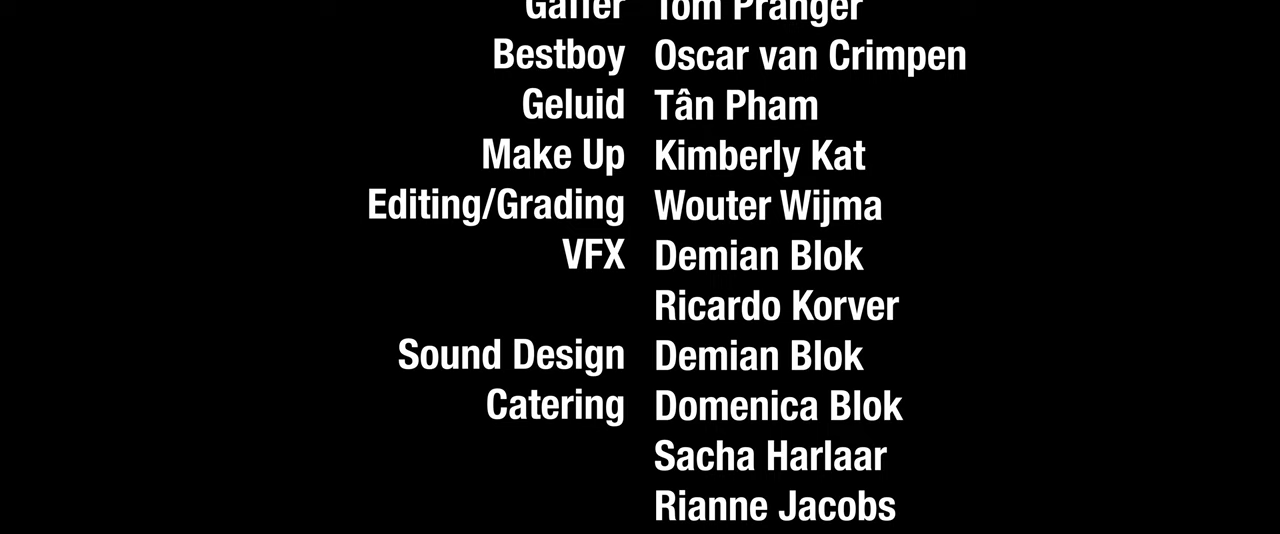 Gaffer Tom Pranger
Bestboy Oscar van Crimpen
Geluid Tân Pham
Make Up Kimberly Kat
Editing/Grading Wouter Wijma
VFX Demian Blok
Ricardo Korver
Sound Design Demian Blok
Catering Domenica Blok
Sacha Harlaar
Rianne Jacobs